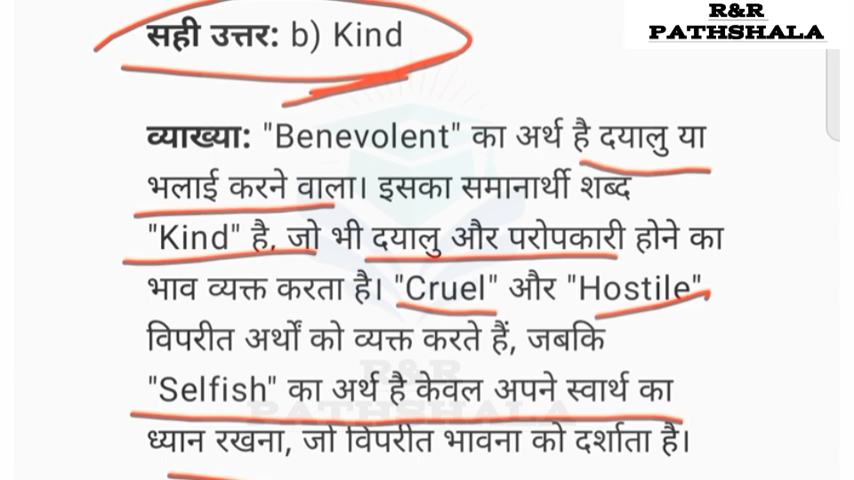 R&R
PATHSHALA
सही उत्तर: b) Kind
व्याख्या: "Benevolent" का अर्थ है दयालु या
भलाई करने वाला। इसका समानार्थी शब्द
"Kind" है, जो भी दयालु और परोपकारी होने का
भाव व्यक्त करता है। "Cruel" और "Hostile",
विपरीत अर्थों को व्यक्त करते हैं, जबकि
R&R
"Selfish" का अर्थ है केवल अपने स्वार्थ का
PATHSHALA
ध्यान रखना, जो विपरीत भावना को दर्शाता है।